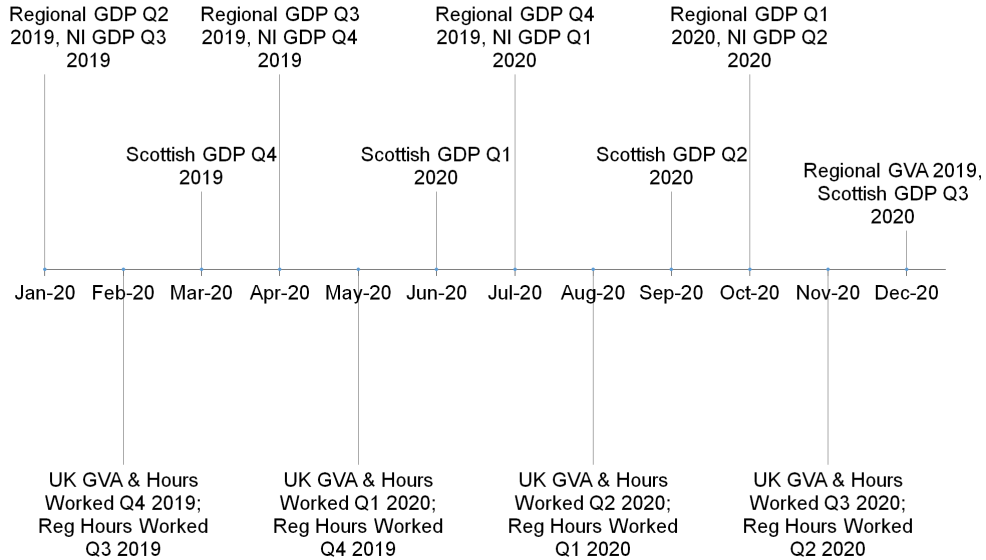 Regional GDP Q2
2019, NI GDP Q3
2019
Regional GDP Q3
2019, NI GDP Q4
2019
Regional GDP Q4
2019, NI GDP Q1
2020
Regional GDP Q1
2020, NI GDP Q2
2020
Scottish GDP Q4
2019
Scottish GDP Q1
2020
Scottish GDP Q2
2020
Regional GVA 2019,
Scottish GDP Q3
2020
Jan-20 Feb-20 Mar-20 Apr-20 May-20 Jun-20 Jul-20 Aug-20 Sep-20 Oct-20 Nov-20 Dec-20
UK GVA & Hours
Worked Q4 2019;
Reg Hours Worked
Q3 2019
UK GVA & Hours
Worked Q1 2020;
Reg Hours Worked
Q4 2019
UK GVA & Hours
Worked Q2 2020;
Reg Hours Worked
Q1 2020
UK GVA & Hours
Worked Q3 2020;
Reg Hours Worked
Q2 2020